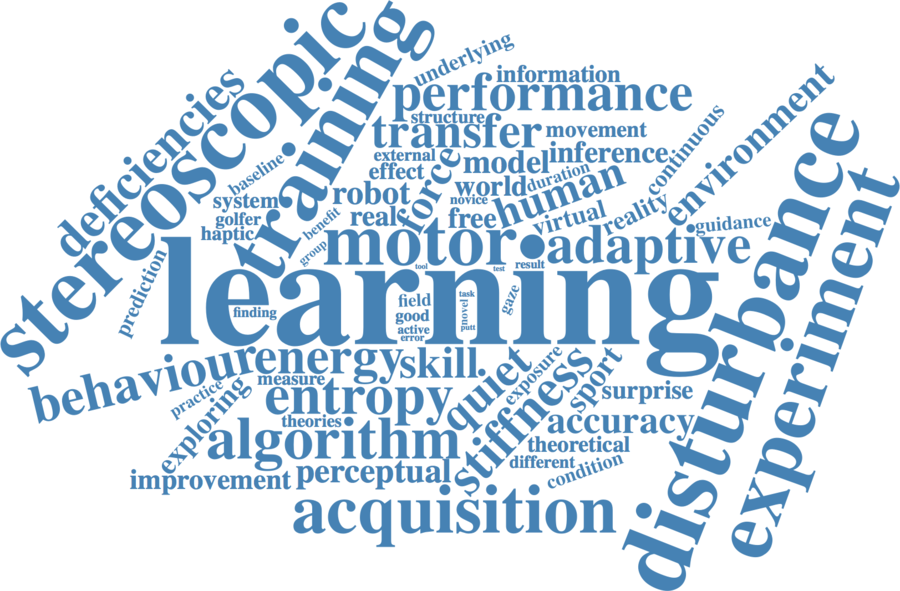 stereoscopic
training
deficiencies
underlying
information
performance
structure
transfer
movement
external
effect
force
model
inference
continuous
environment
baseline
system
robot
world
duration
novice
human
golfer
haptic
benefit
group
real
free
virtual
reality
guidance
motor
adaptive
disturbance
experiment
prediction
learning
tool
test
result
finding
field
good
active
error
task
novel
putt
gaze
behaviour
energy
skill
quiet
exposure
stiffness
sport
surprise
practice
measure
exploring
entropy
theories
algorithm
accuracy
theoretical
different
condition
improvement
perceptual
acquisition